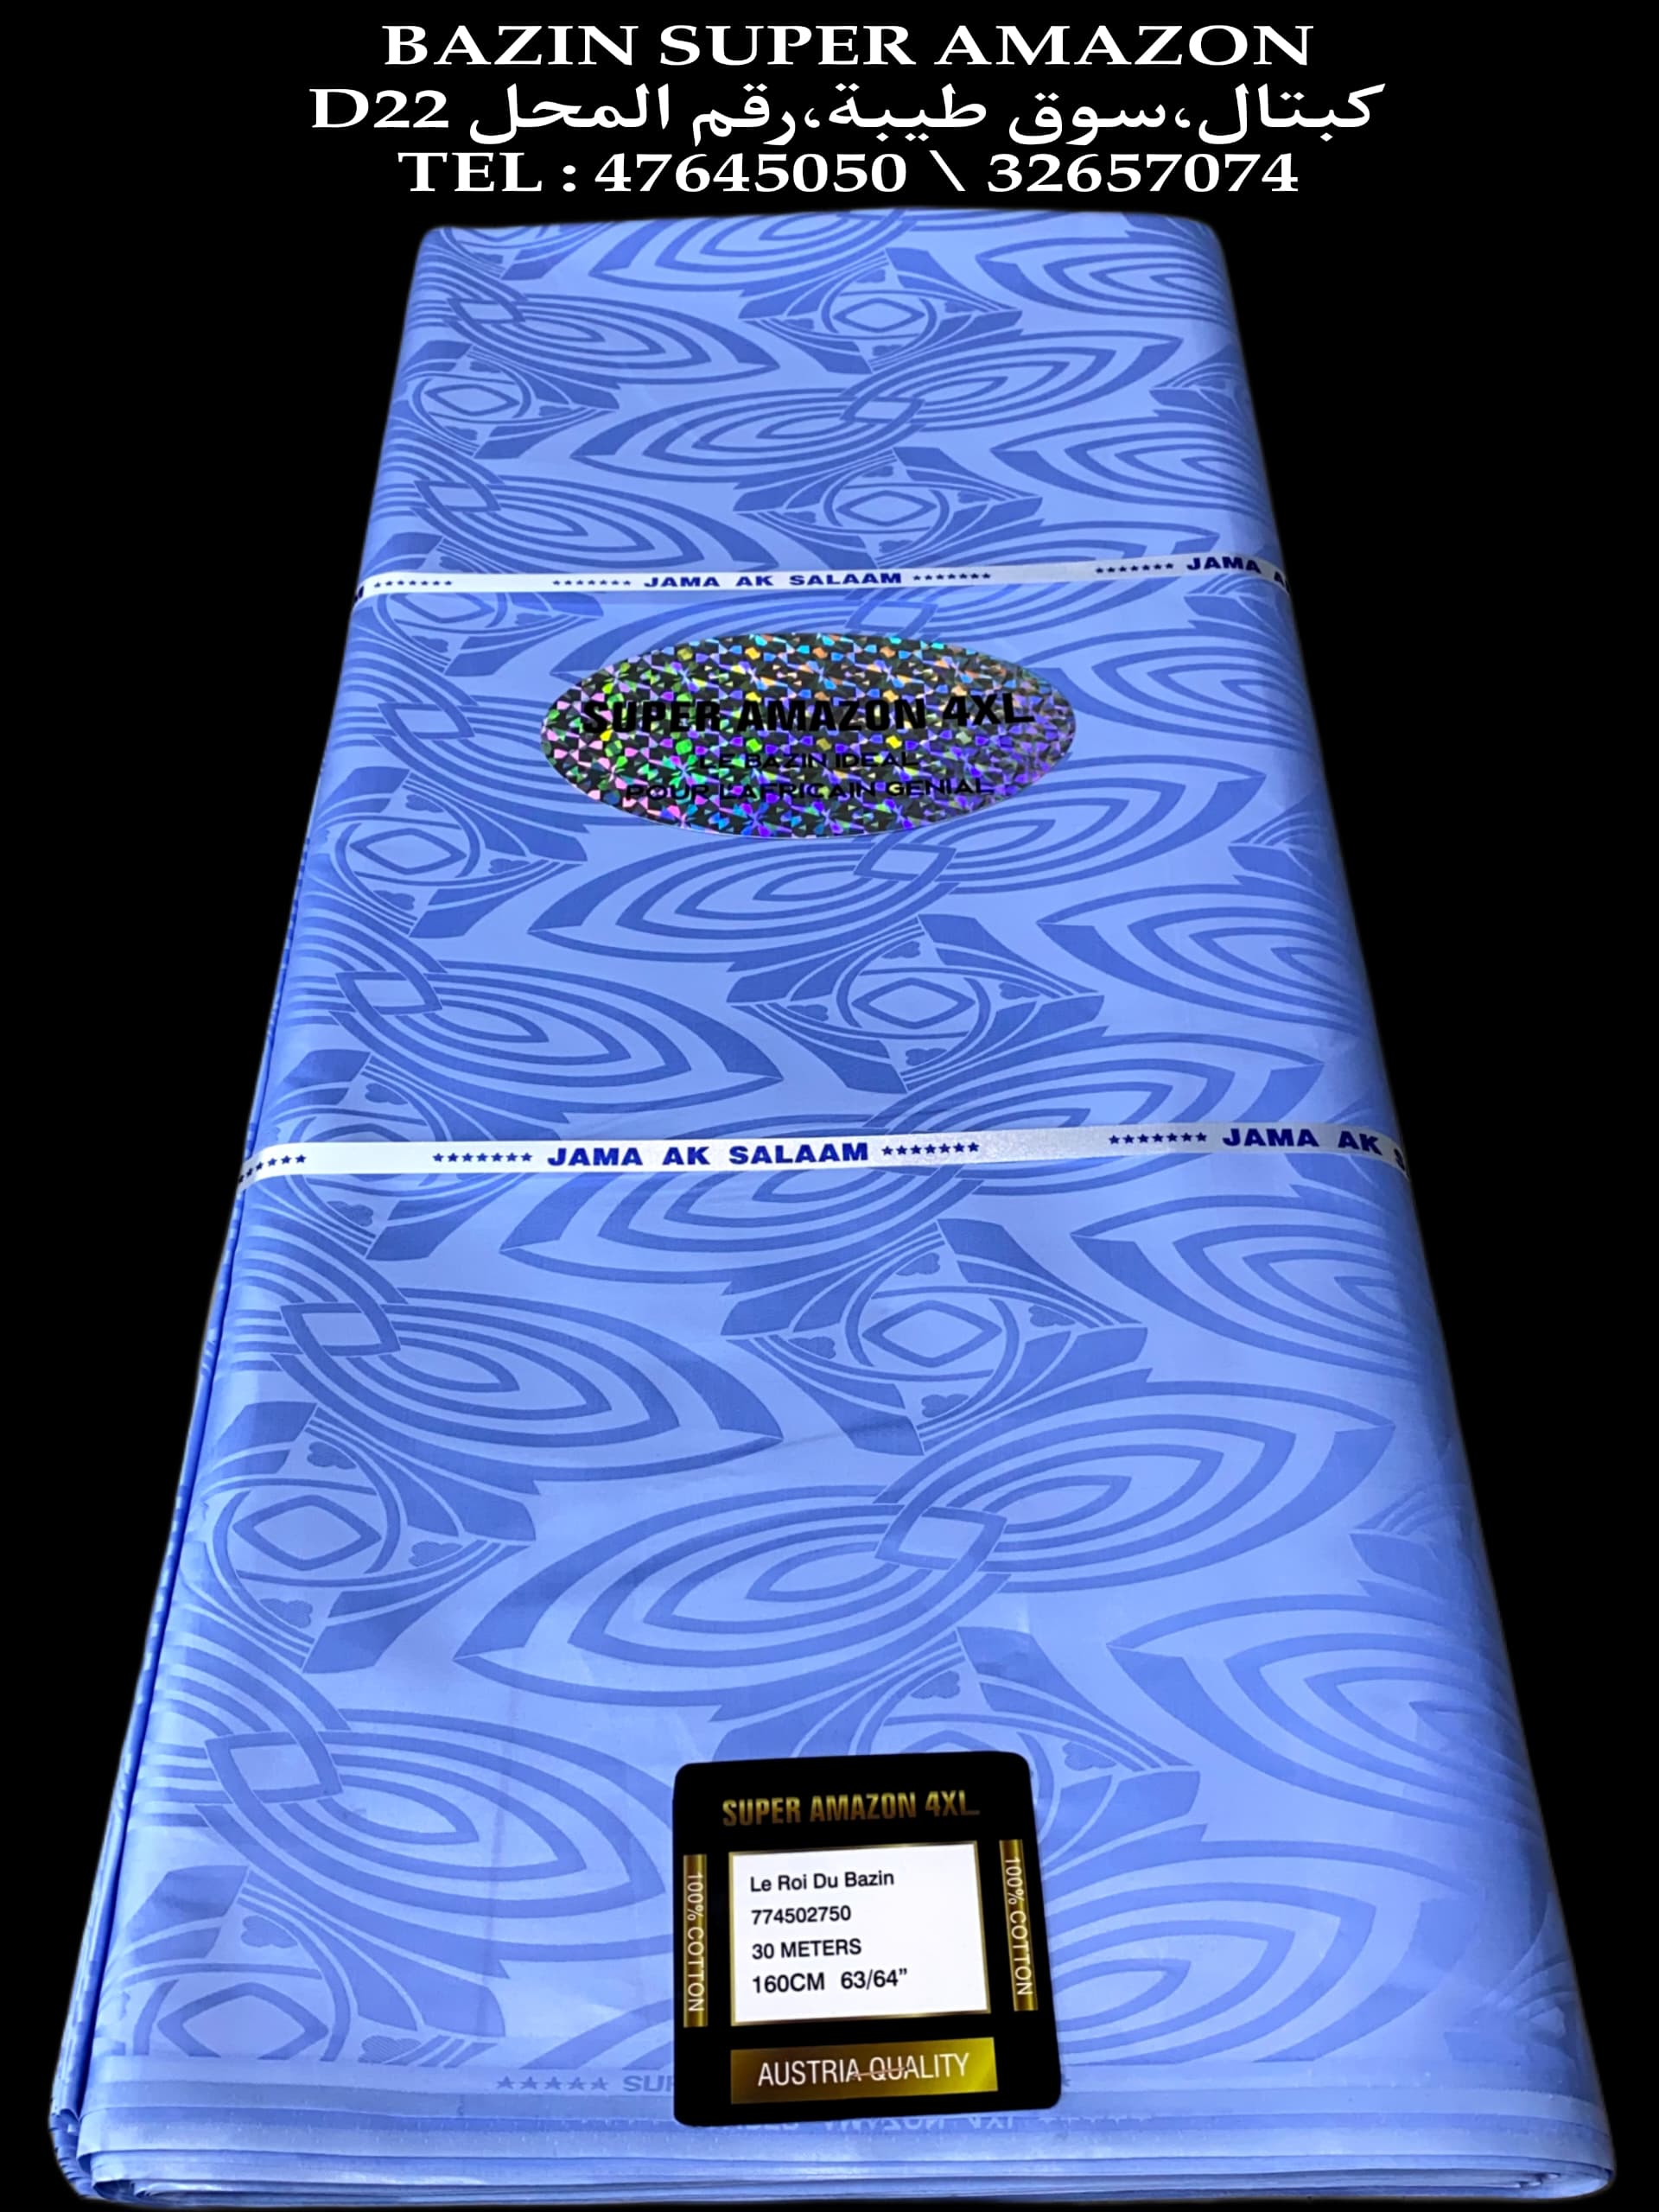 BAZIN SUPER AMAZON
كبتال،سوق طيبة،رقم المحل D22
TEL : 47645050 \ 32657074
******* ******* JAMA AK SALAAM ******* ******* JAMA A
SUPER AMAZON 4XL
LE BAZIN IDEAL
POUR L'AFRICAIN GENIAL
****** ******* JAMA AK SALAAM ******* ******* JAMA AK S
SUPER AMAZON 4XL
100% COTTON
Le Roi Du Bazin
774502750
30 METERS
160CM 63/64”
100% COTTON
AUSTRIA QUALITY
★★★★★ SUP